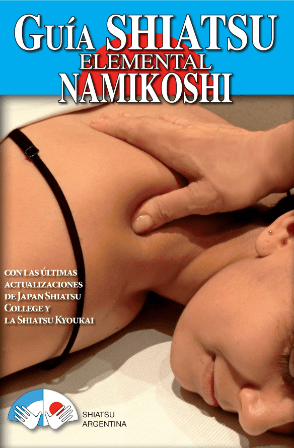 GUÍA SHIATSU
ELEMENTAL
NAMIKOSHI
CON LAS ÚLTIMAS
ACTUALIZACIONES
DE JAPAN SHIATSU
COLLEGE Y
LA SHIATSU KYOUKAI
SHIATSU
ARGENTINA